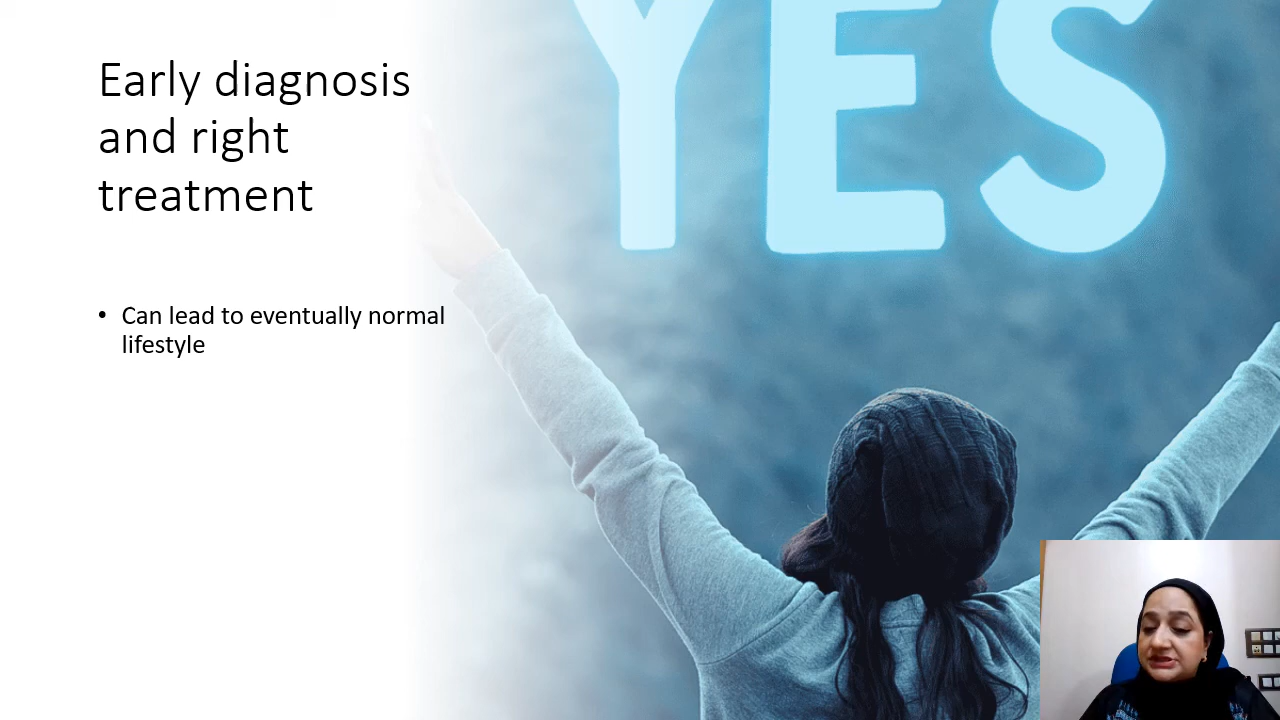 Early diagnosis
and right
treatment
• Can lead to eventually normal
lifestyle
YES